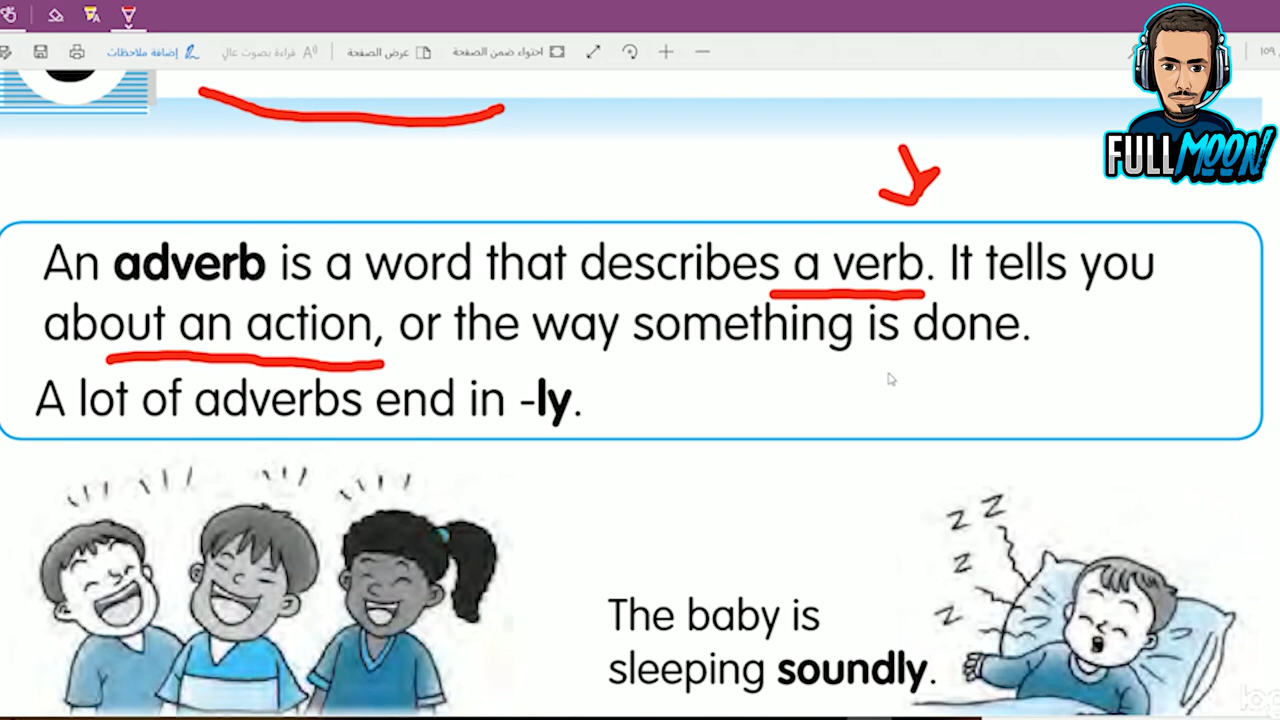 إضافة ملاحظات
قراءة بصوت عالٍ
عرض الصفحة
احتواء ضمن الصفحة
١٥٩
FULL MOON
An adverb is a word that describes a verb. It tells you
about an action, or the way something is done.
A lot of adverbs end in -ly.
z z
z
z
The baby is
sleeping soundly.